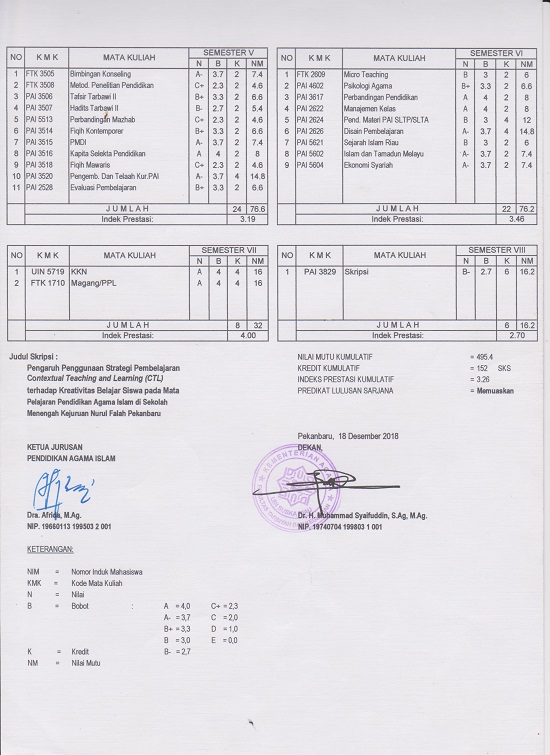 NO K M K MATA KULIAH SEMESTER V
N B K NM
1 FTK 3505 Bimbingan Konseling A- 3.7 2 7.4
2 FTK 3508 Metod. Penelitian Pendidikan C+ 2.3 2 4.6
3 PAI 3506 Tafsir Tarbawi II B+ 3.3 2 6.6
4 PAI 3507 Hadits Tarbawi II B- 2.7 2 5.4
5 PAI 5513 Perbandingan Mazhab C+ 2.3 2 4.6
6 PAI 3514 Fiqih Kontemporer B+ 3.3 2 6.6
7 PAI 3515 PMDI A- 3.7 2 7.4
8 PAI 3516 Kapita Selekta Pendidikan A 4 2 8
9 PAI 3518 Fiqih Mawaris C+ 2.3 2 4.6
10 PAI 3520 Pengemb. Dan Telaah Kur.PAI A- 3.7 4 14.8
11 PAI 2528 Evaluasi Pembelajaran B+ 3.3 2 6.6
J U M L A H 24 76.6
Indek Prestasi: 3.19
NO K M K MATA KULIAH SEMESTER VI
N B K NM
1 FTK 2609 Micro Teaching B 3 2 6
2 PAI 4602 Psikologi Agama B+ 3.3 2 6.6
3 PAI 3617 Perbandingan Pendidikan A 4 2 8
4 PAI 2622 Manajemen Kelas A 4 2 8
5 PAI 2624 Pend. Materi PAI SLTP/SLTA B 3 4 12
6 PAI 2626 Disain Pembelajaran A- 3.7 4 14.8
7 PAI 5621 Sejarah Islam Riau B 3 2 6
8 PAI 5602 Islam dan Tamadun Melayu A- 3.7 2 7.4
9 PAI 5604 Ekonomi Syariah A- 3.7 2 7.4
J U M L A H 22 76.2
Indek Prestasi: 3.46
NO K M K MATA KULIAH SEMESTER VII
N B K NM
1 UIN 5719 KKN A 4 4 16
2 FTK 1710 Magang/PPL A 4 4 16
J U M L A H 8 32
Indek Prestasi: 4.00
NO K M K MATA KULIAH SEMESTER VIII
N B K NM
1 PAI 3829 Skripsi B- 2.7 6 16.2
J U M L A H 6 16.2
Indek Prestasi: 2.70
Judul Skripsi :
Pengaruh Penggunaan Strategi Pembelajaran
Contextual Teaching and Learning (CTL)
terhadap Kreativitas Belajar Siswa pada Mata
Pelajaran Pendidikan Agama Islam di Sekolah
Menengah Kejuruan Nurul Falah Pekanbaru
NILAI MUTU KUMULATIF = 495.4
KREDIT KUMULATIF = 152 SKS
INDEKS PRESTASI KUMULATIF = 3.26
PREDIKAT LULUSAN SARJANA = Memuaskan
Pekanbaru, 18 Desember 2018
KETUA JURUSAN
PENDIDIKAN AGAMA ISLAM
DEKAN,
KEMENTERIAN AGAMA
Dra. Afrida, M.Ag.
NIP. 19660113 199503 2 001
Dr. H. Muhammad Syaifuddin, S.Ag, M.Ag
NIP. 19740704 199803 1 001
KETERANGAN:
NIM = Nomor Induk Mahasiswa
KMK = Kode Mata Kuliah
N = Nilai
B = Bobot : A = 4,0 C+ = 2,3
A- = 3,7 C = 2,0
B+ = 3,3 D = 1,0
B = 3,0 E = 0,0
K = Kredit B- = 2,7
NM = Nilai Mutu